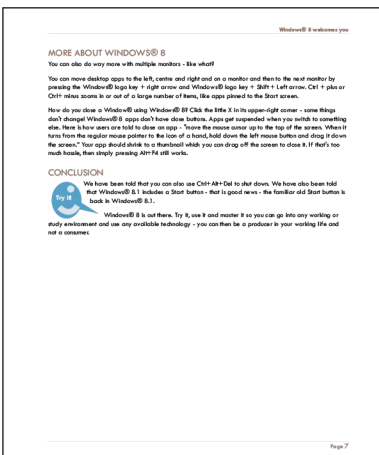 Windows® 8 welcomes you
MORE ABOUT WINDOWS® 8
You can also do way more with multiple monitors - like what?
You can move desktop apps to the left, centre and right and on a monitor and then to the next monitor by
pressing the Windows® logo key + right arrow and Windows® logo key + Shift + Left arrow. Ctrl + plus or
Ctrl+ minus zooms in or out of a large number of items, like apps pinned to the Start screen.
How do you close a Window using Windows® 8? Click the little X in its upper-right corner - some things
don't change! Windows® 8 apps don't have close buttons. Apps get suspended when you switch to something
else. Here is how users are told to close an app - "move the mouse cursor up to the top of the screen. When it
turns from the regular mouse pointer to the icon of a hand, hold down the left mouse button and drag it down
the screen." Your app should shrink to a thumbnail which you can drag off the screen to close it. If that's too
much hassle, then simply pressing Alt+F4 still works.
CONCLUSION
Try it!
We have been told that you can also use Ctrl+Alt+Del to shut down. We have also been told
that Windows® 8.1 includes a Start button - that is good news - the familiar old Start button is
back in Windows® 8.1.
Windows® 8 is out there. Try it, use it and master it so you can go into any working or
study environment and use any available technology - you can then be a producer in your working life and
not a consumer.
Page 7